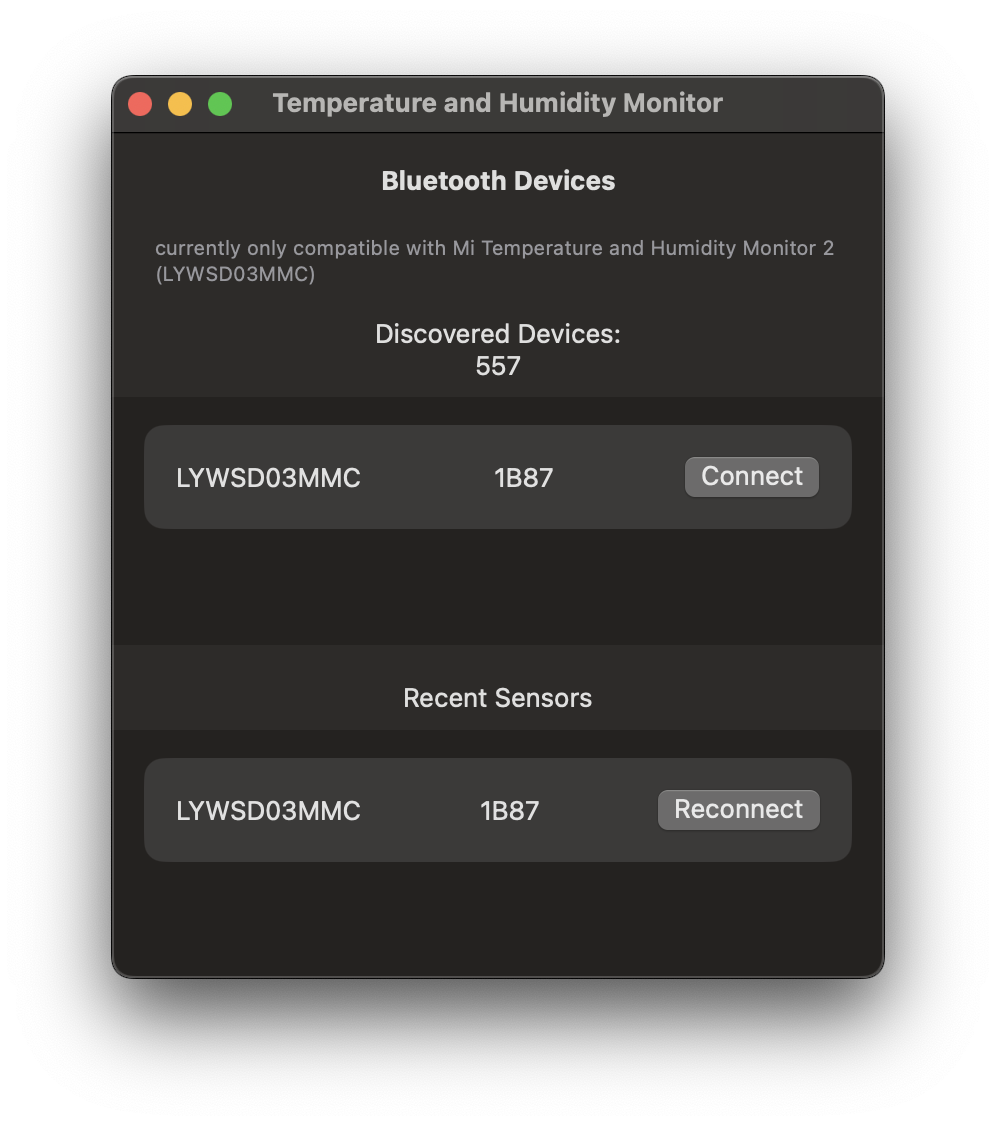 Temperature and Humidity Monitor
Bluetooth Devices
currently only compatible with Mi Temperature and Humidity Monitor 2
(LYWSD03MMC)
Discovered Devices:
557
LYWSD03MMC 1B87 Connect
Recent Sensors
LYWSD03MMC 1B87 Reconnect